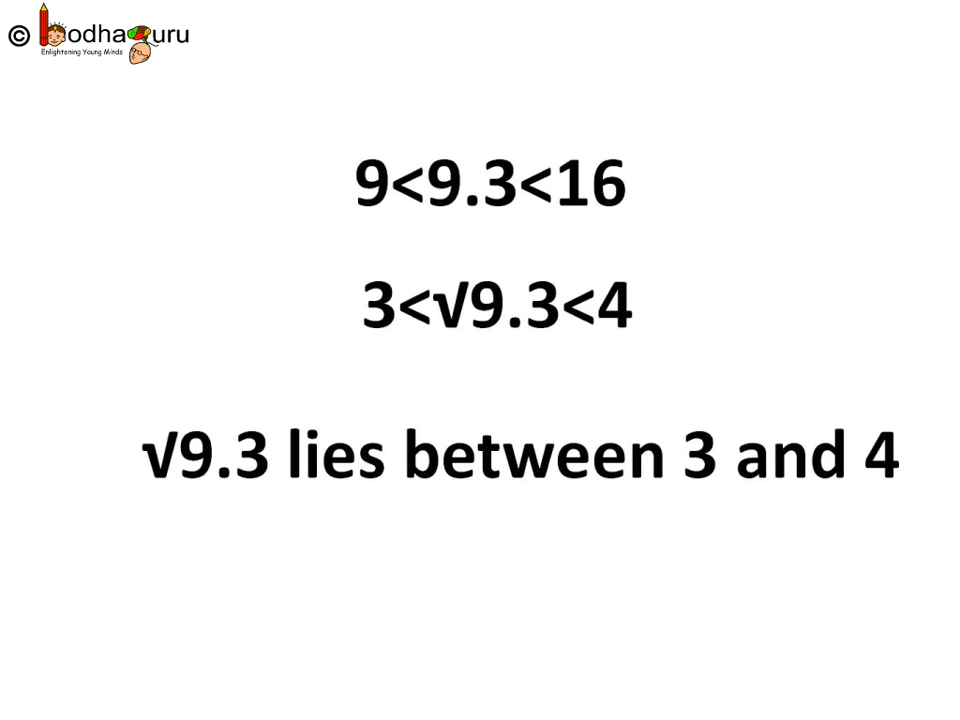 © BodhaGuru
Enlightening Young Minds
9<9.3<16
3<√9.3<4
√9.3 lies between 3 and 4